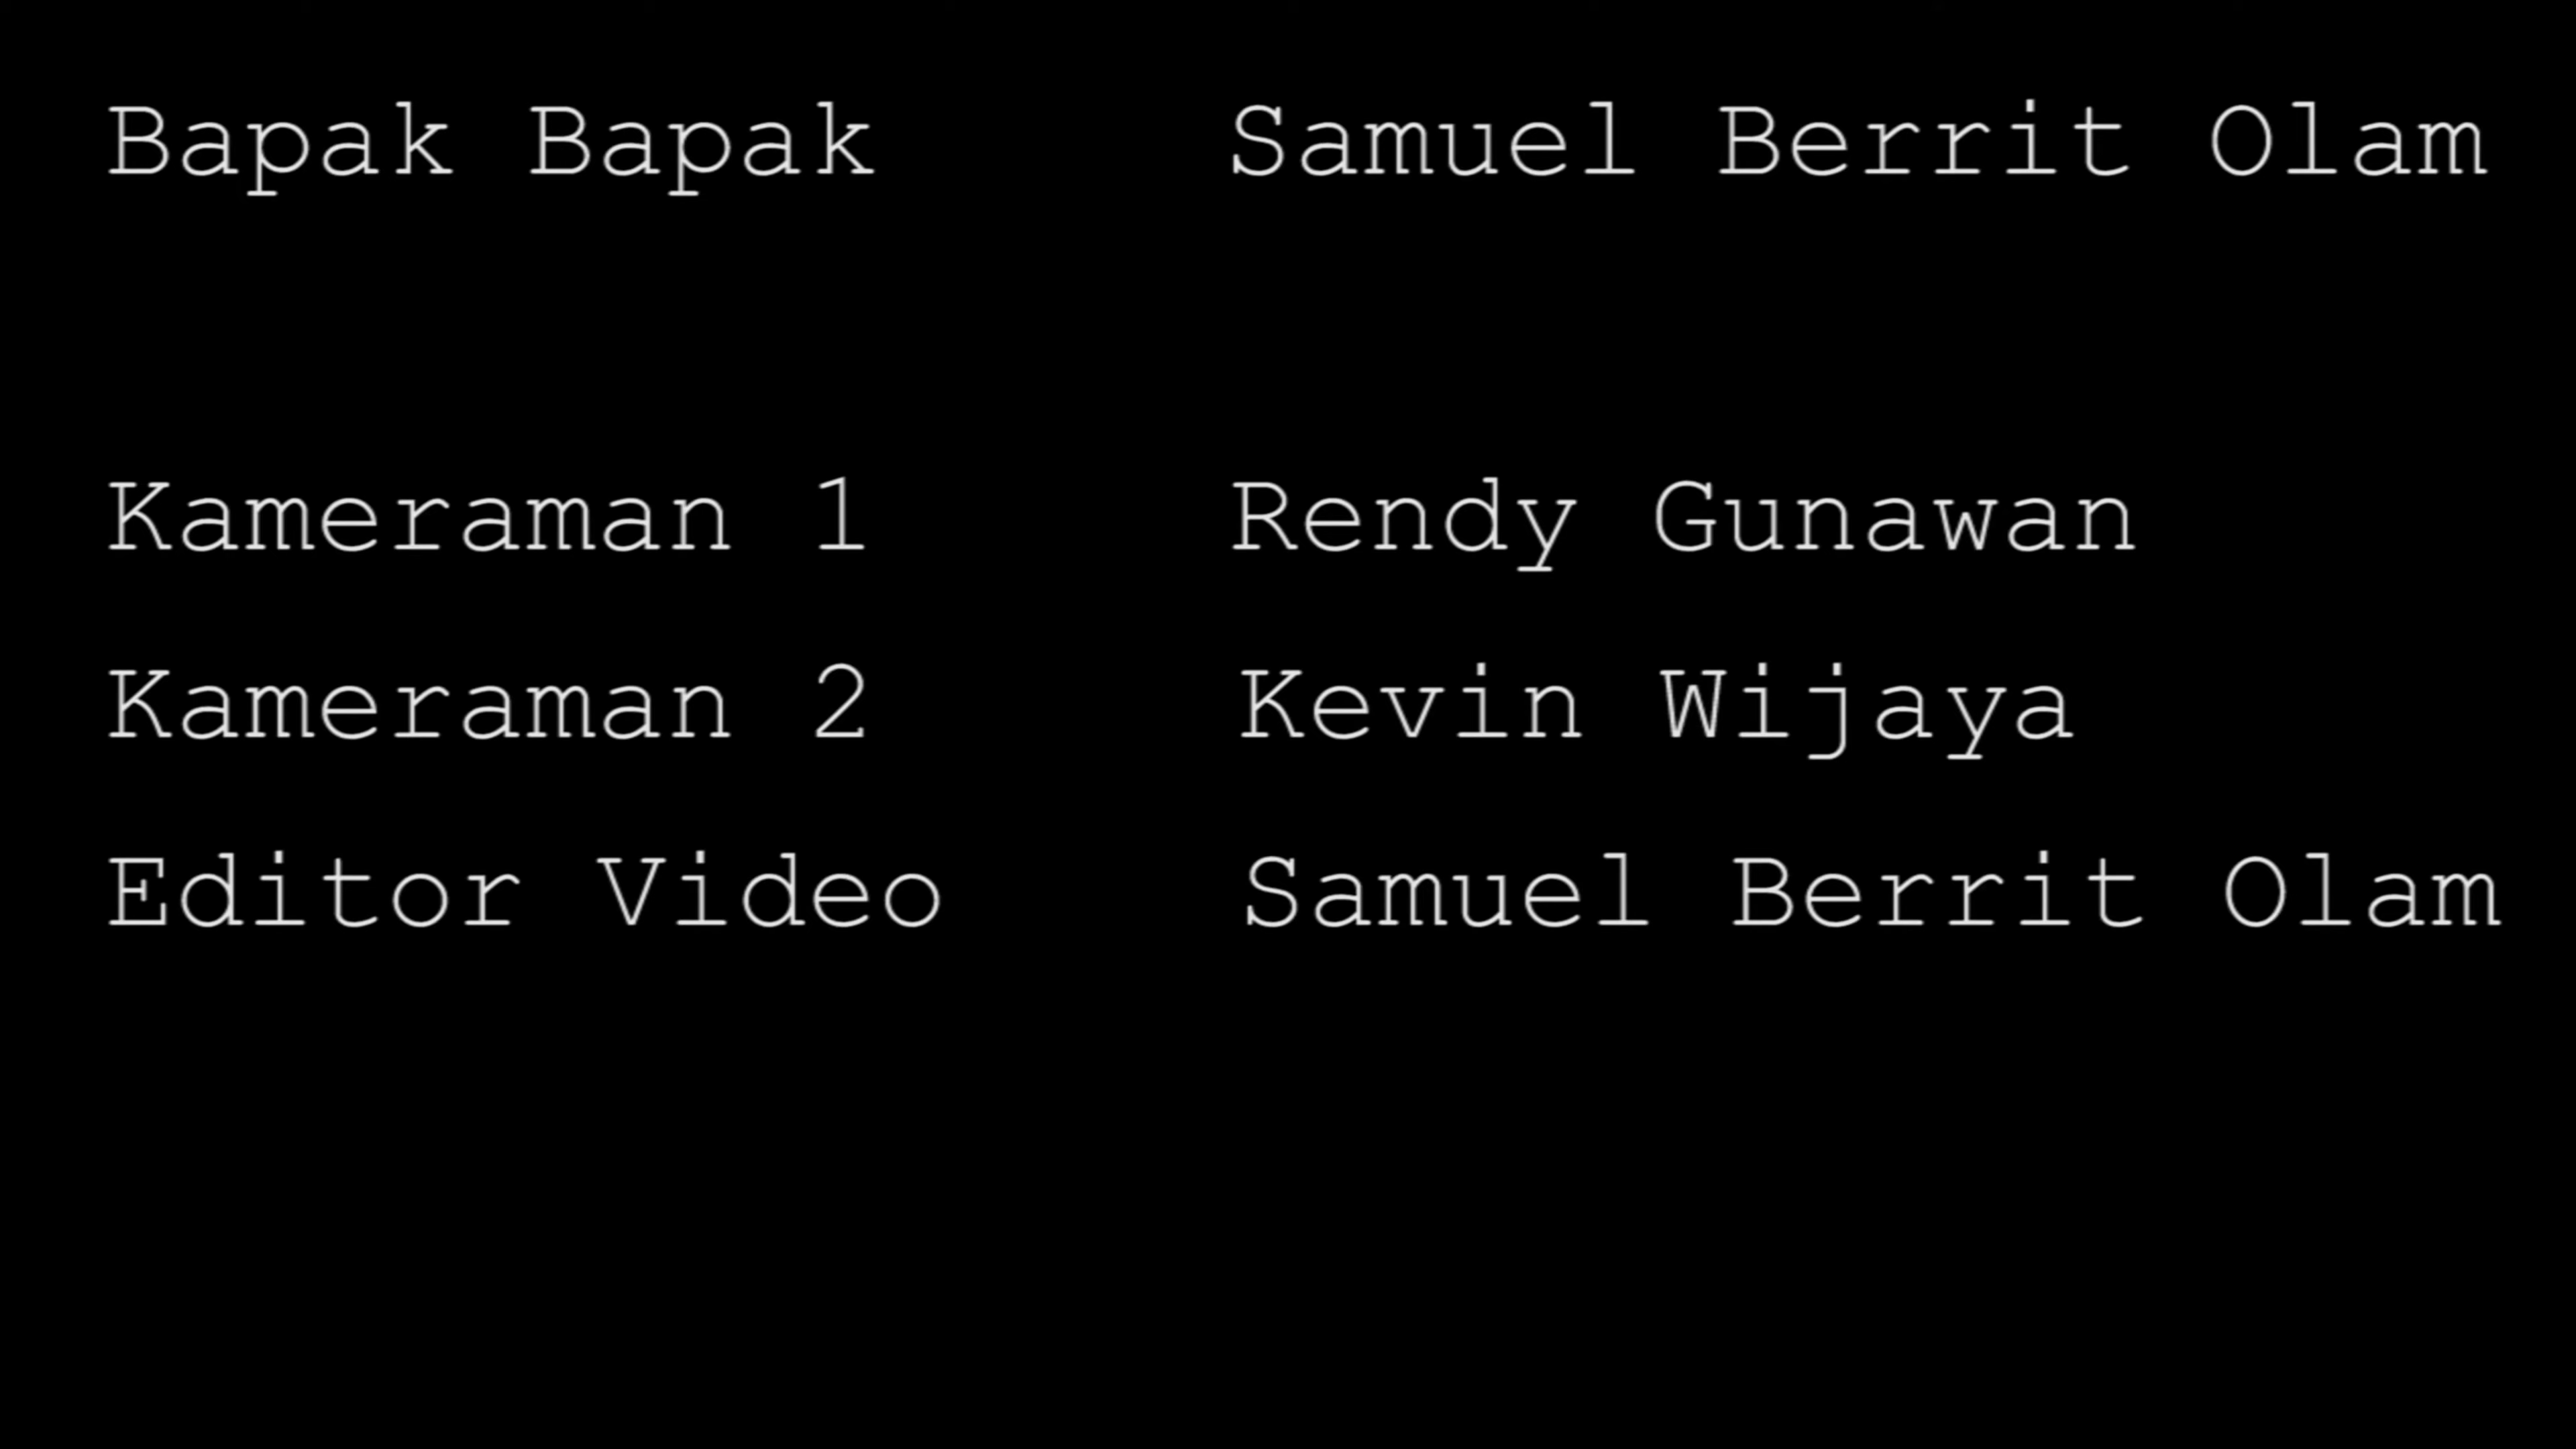 Bapak Bapak Samuel Berrit Olam
Kameraman 1 Rendy Gunawan
Kameraman 2 Kevin Wijaya
Editor Video Samuel Berrit Olam